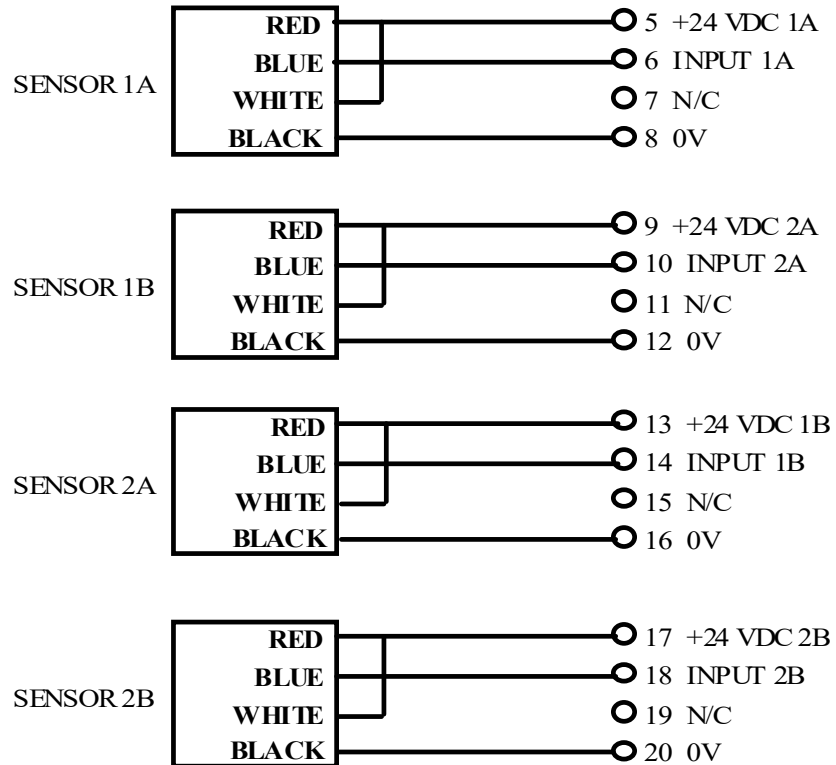 RED 5 +24 VDC 1A
BLUE 6 INPUT 1A
SENSOR 1A
WHITE 7 N/C
BLACK 8 0V
RED 9 +24 VDC 2A
BLUE 10 INPUT 2A
SENSOR 1B
WHITE 11 N/C
BLACK 12 0V
RED 13 +24 VDC 1B
BLUE 14 INPUT 1B
SENSOR 2A
WHITE 15 N/C
BLACK 16 0V
RED 17 +24 VDC 2B
BLUE 18 INPUT 2B
SENSOR 2B
WHITE 19 N/C
BLACK 20 0V